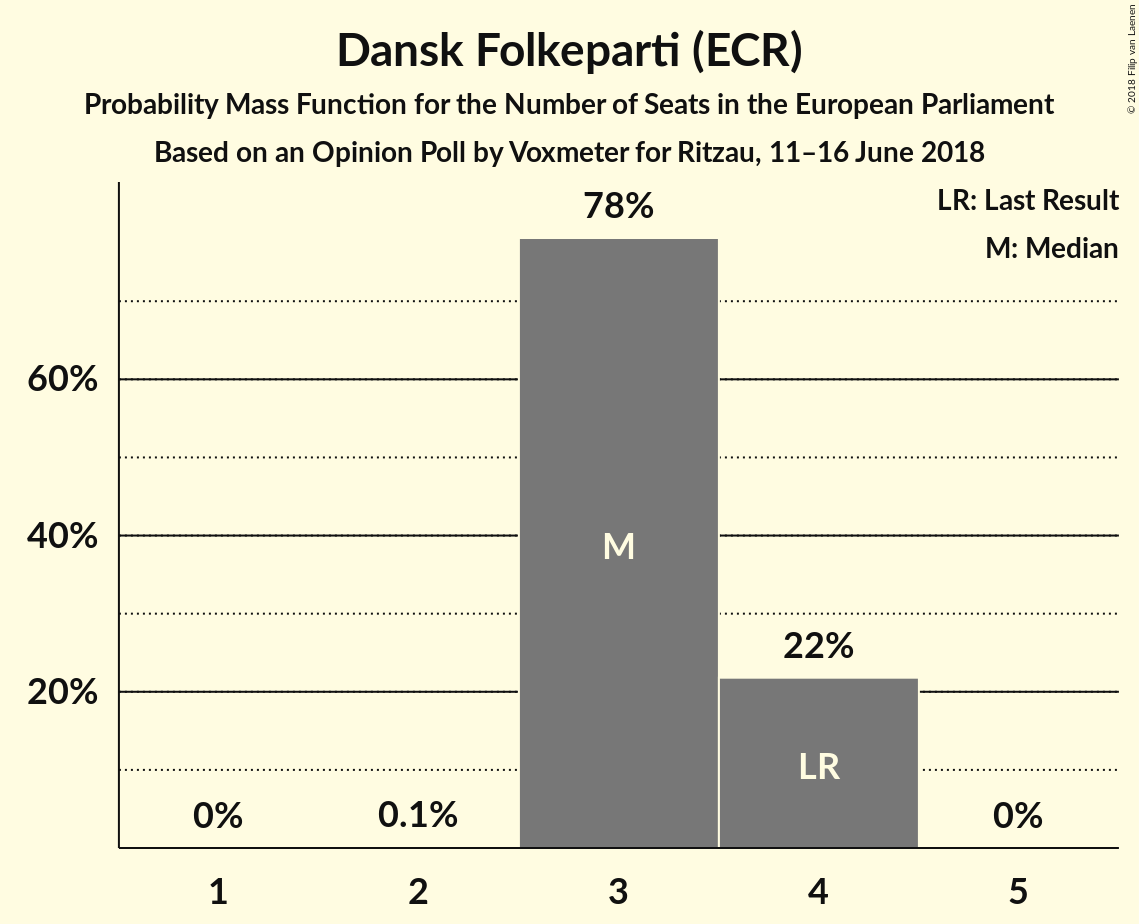 Dansk Folkeparti (ECR)
Probability Mass Function for the Number of Seats in the European Parliament
Based on an Opinion Poll by Voxmeter for Ritzau, 11–16 June 2018
© 2018 Filip van Laenen
LR: Last Result
M: Median
78%
60%
40%
M
22%
20%
LR
0%
0.1%
0%
1
2
3
4
5